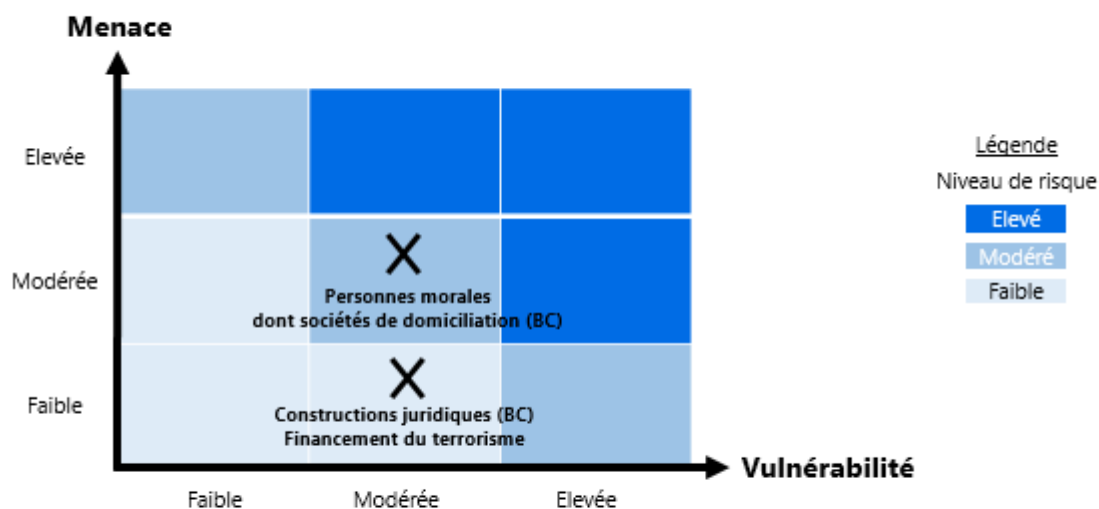 Menace
Elevée
Modérée
Faible
Personnes morales
dont sociétés de domiciliation (BC)
Constructions juridiques (BC)
Financement du terrorisme
Vulnérabilité
Faible
Modérée
Elevée
Légende
Niveau de risque
Elevé
Modéré
Faible